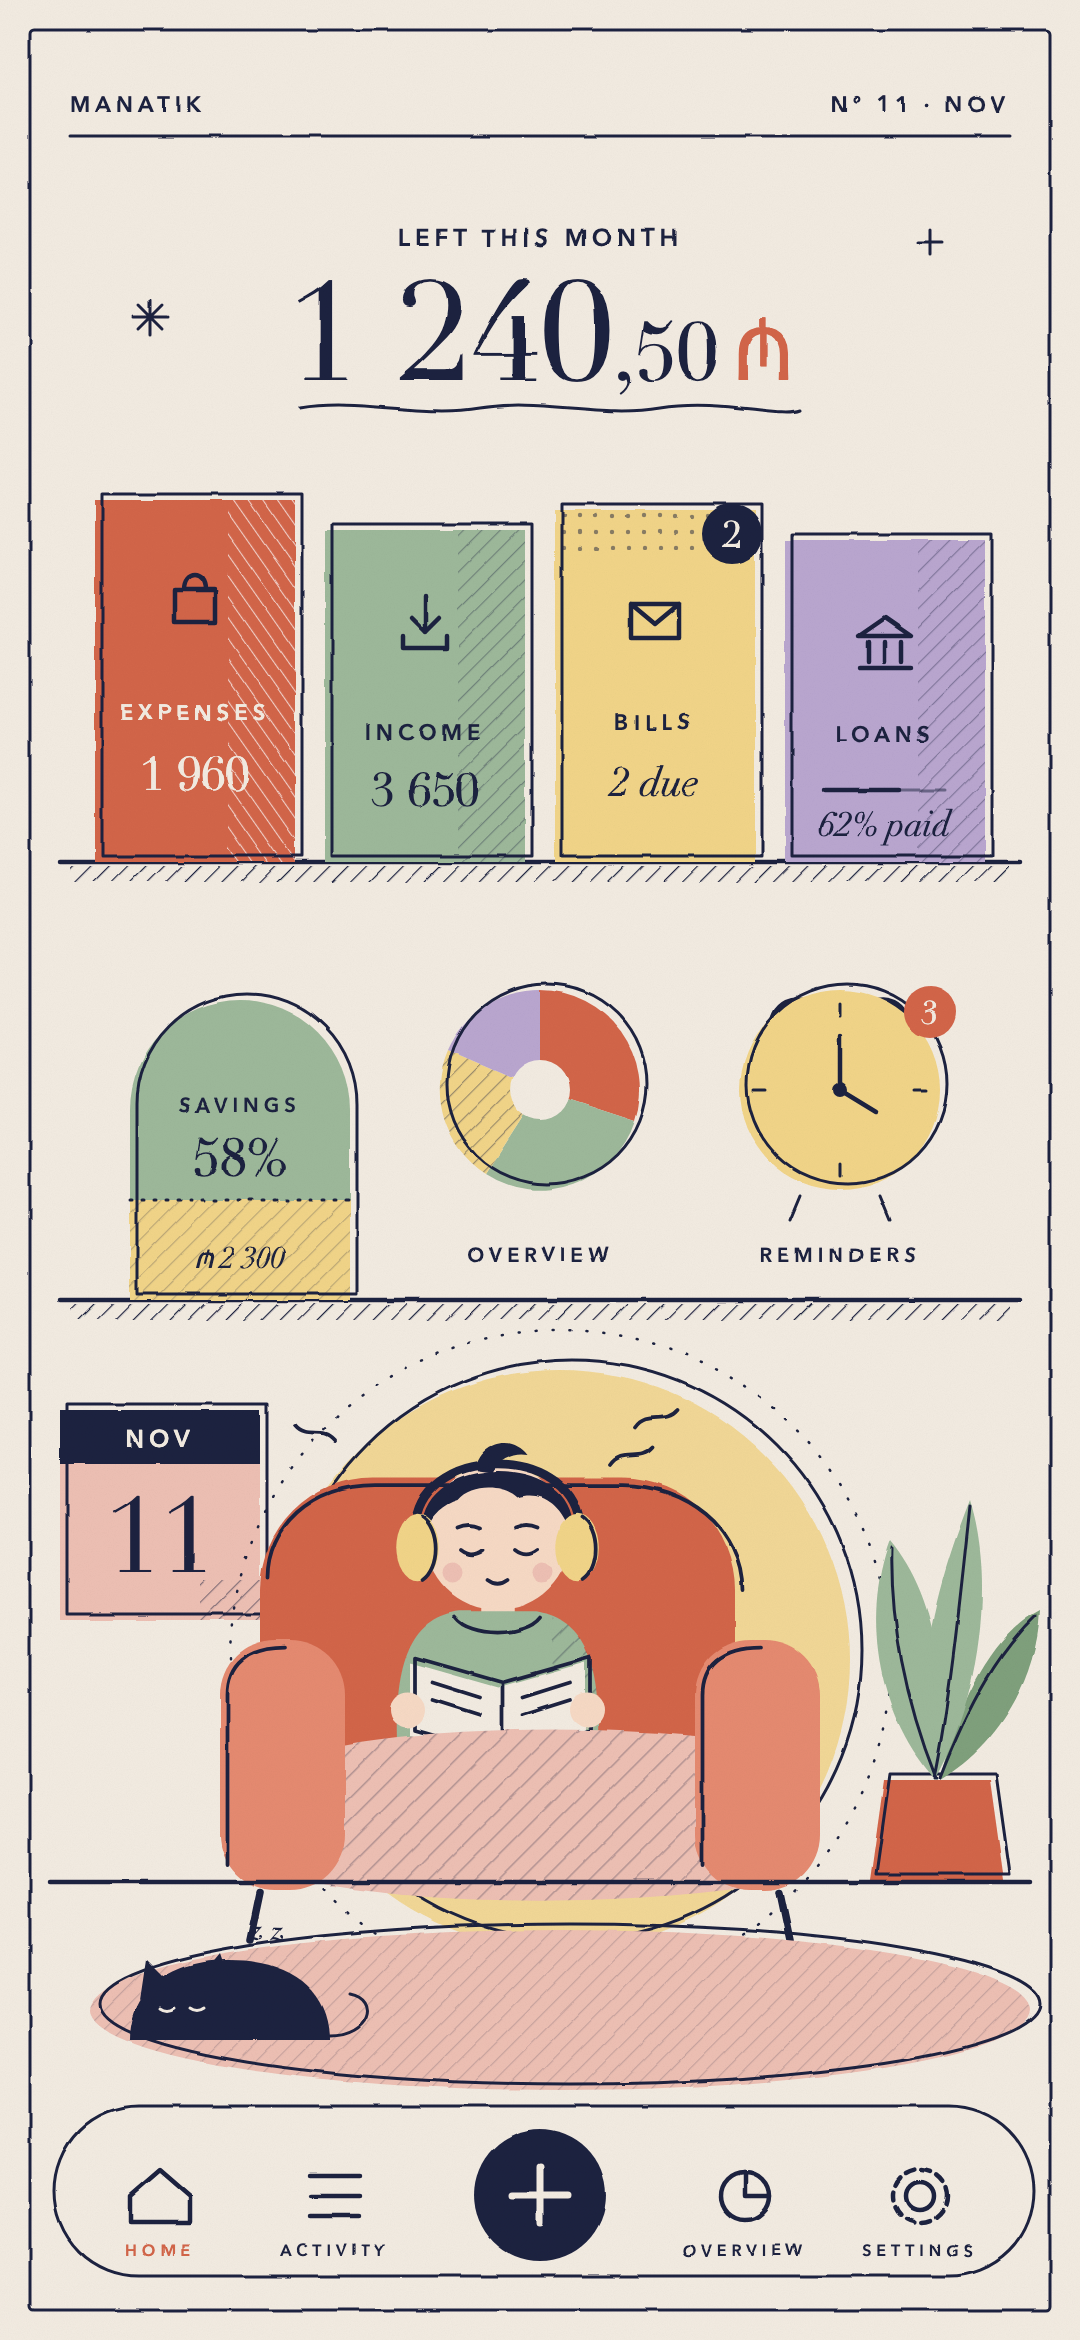 MANATIK
N° 11 · NOV
LEFT THIS MONTH
1 240,50 ₼
2
EXPENSES
1 960
INCOME
3 650
BILLS
2 due
LOANS
62% paid
3
SAVINGS
58%
₼ 2 300
OVERVIEW
REMINDERS
NOV
11
z z
HOME
ACTIVITY
OVERVIEW
SETTINGS